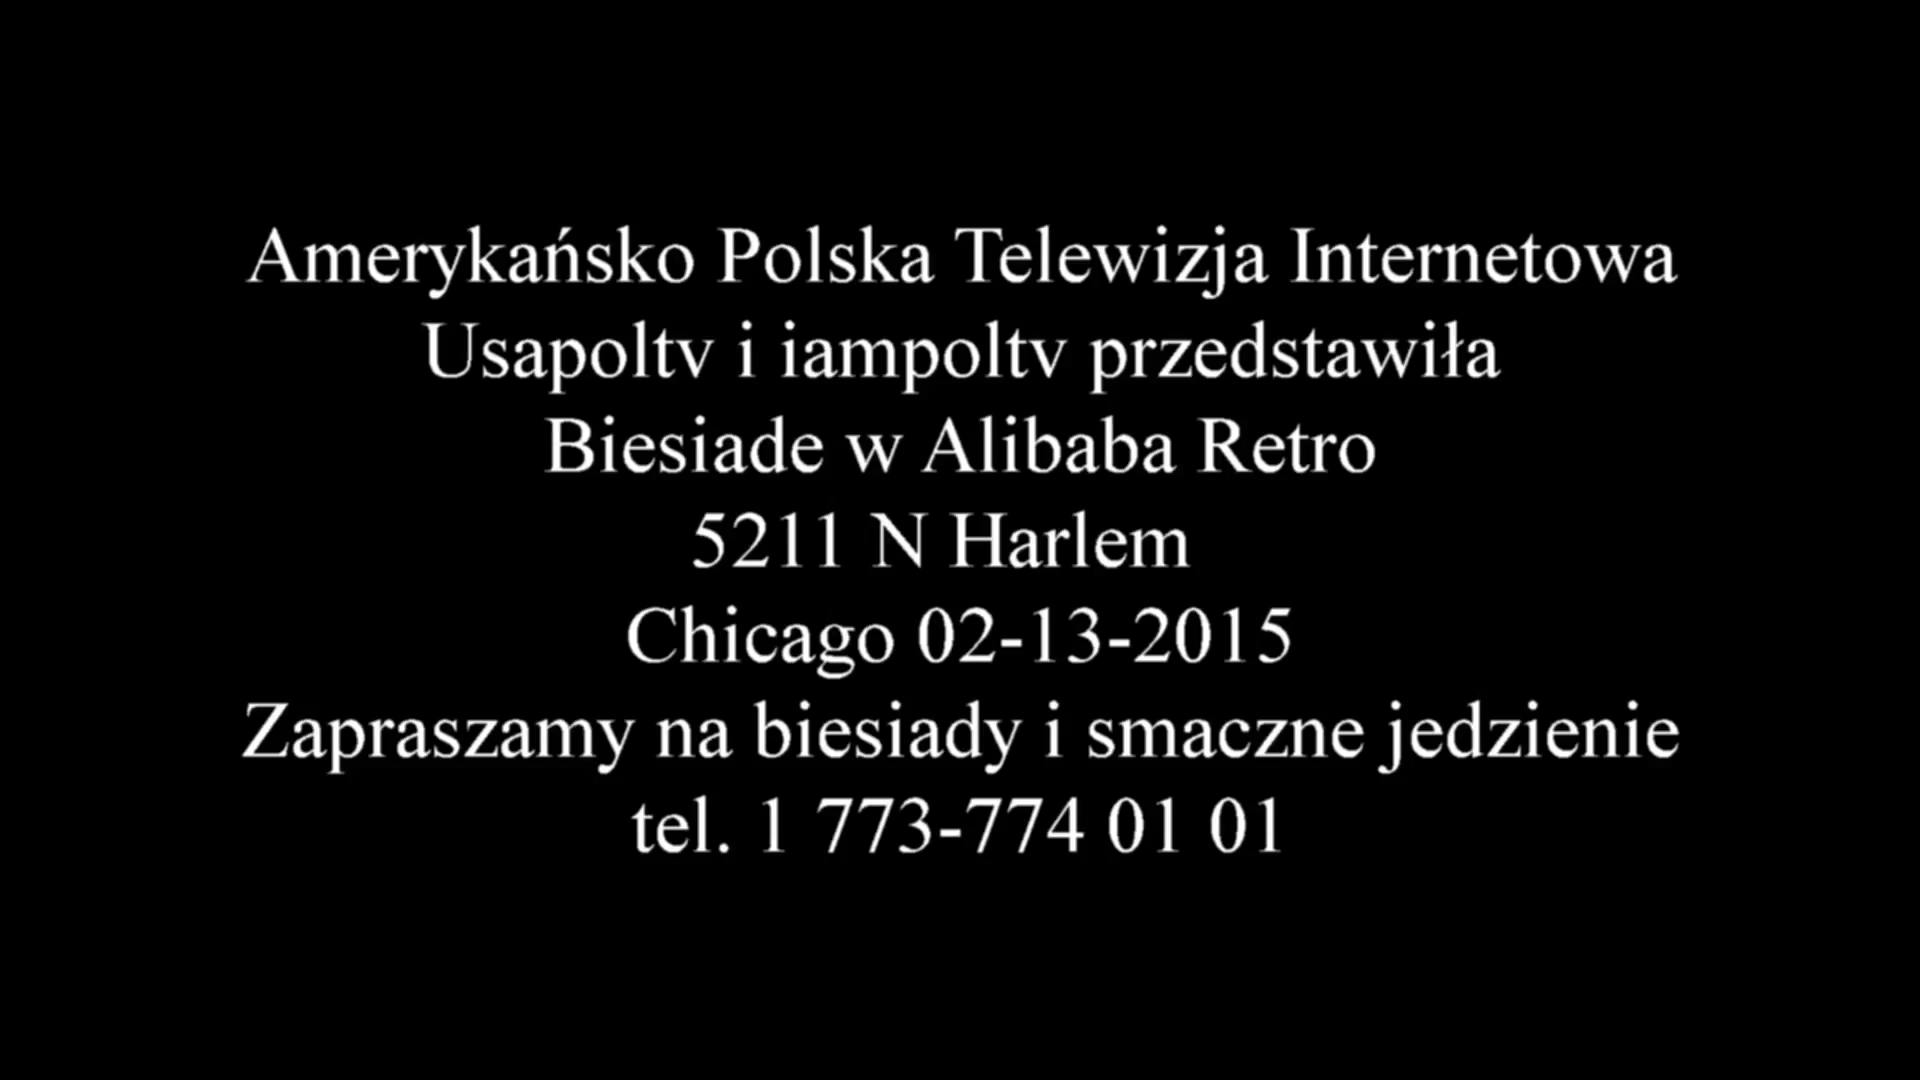 Amerykańsko Polska Telewizja Internetowa
Usapoltv i iampoltv przedstawiła
Biesiade w Alibaba Retro
5211 N Harlem
Chicago 02-13-2015
Zapraszamy na biesiady i smaczne jedzienie
tel. 1 773-774 01 01